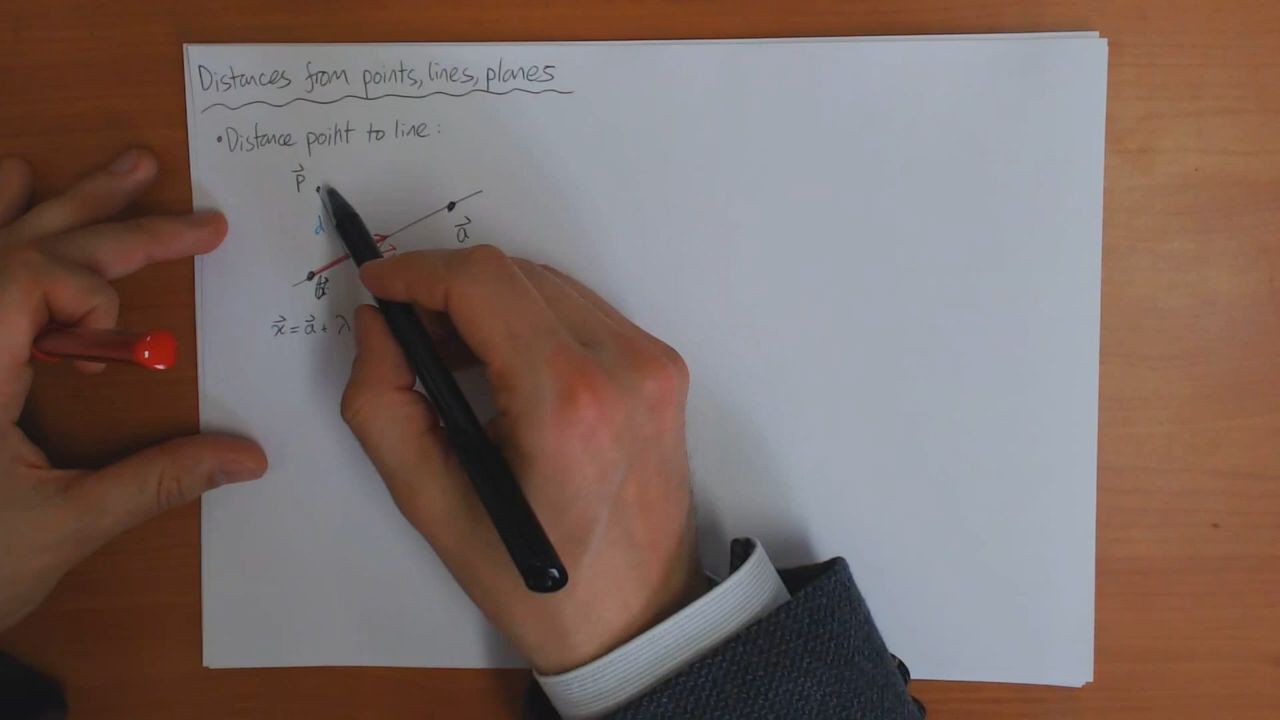 Distances from points, lines, planes
• Distance point to line:
p⃗
d
a⃗
x⃗ = a⃗ + λ